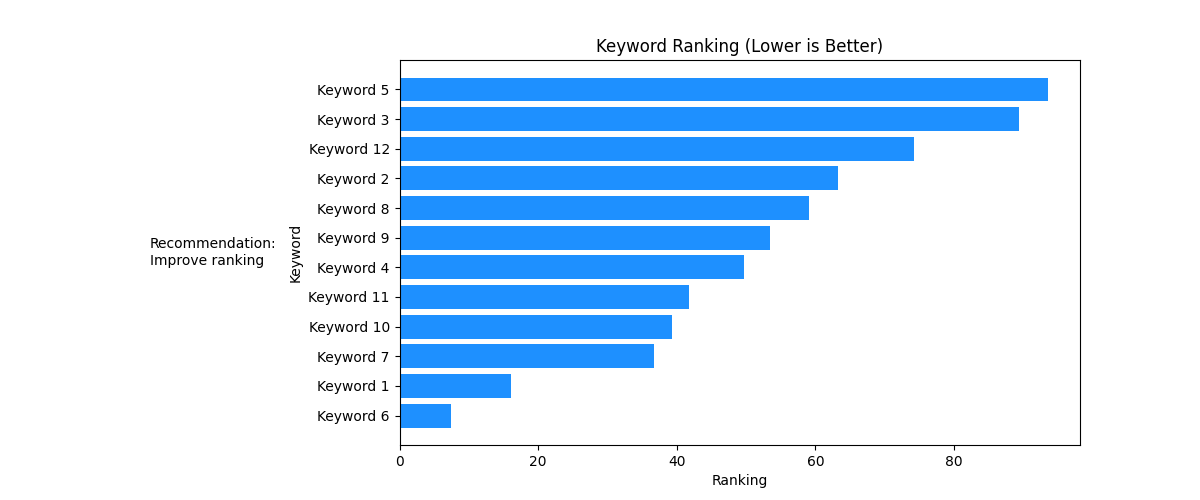 Keyword Ranking (Lower is Better)
Keyword 5
Keyword 3
Keyword 12
Keyword 2
Keyword 8
Keyword 9
Keyword 4
Keyword 11
Keyword 10
Keyword 7
Keyword 1
Keyword 6
Keyword
Recommendation:
Improve ranking
0 20 40 60 80
Ranking